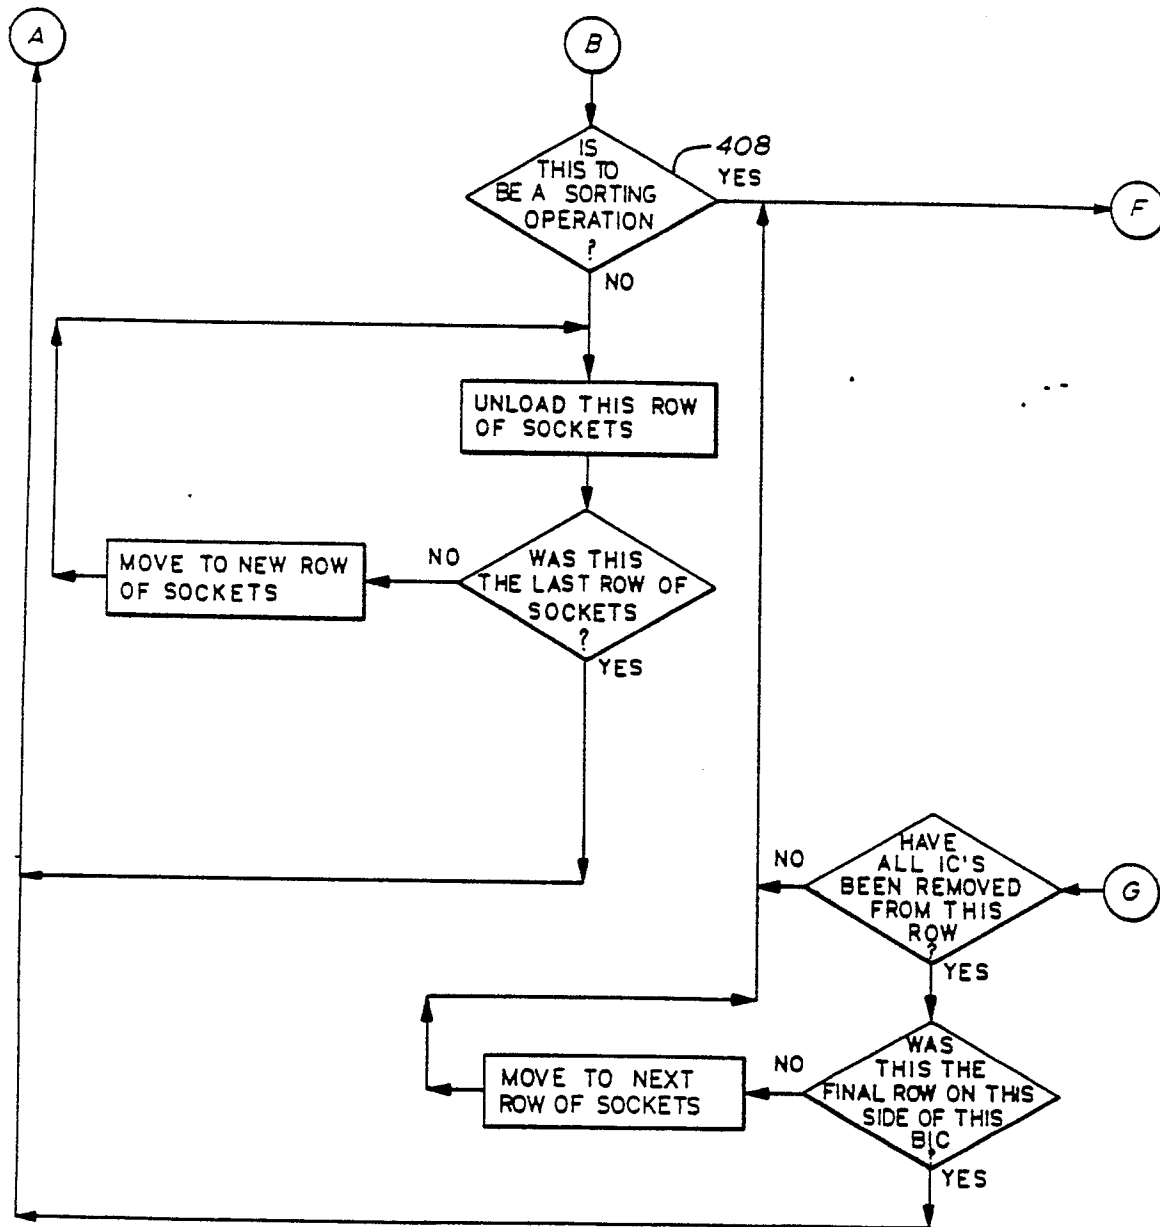 A
B
408
IS
THIS TO
BE A SORTING
OPERATION
?
YES
F
NO
UNLOAD THIS ROW
OF SOCKETS
MOVE TO NEW ROW
OF SOCKETS
NO
WAS THIS
THE LAST ROW OF
SOCKETS
?
YES
HAVE
ALL IC'S
BEEN REMOVED
FROM THIS
ROW
?
NO
G
YES
MOVE TO NEXT
ROW OF SOCKETS
NO
WAS
THIS THE
FINAL ROW ON THIS
SIDE OF THIS
BIC
?
YES